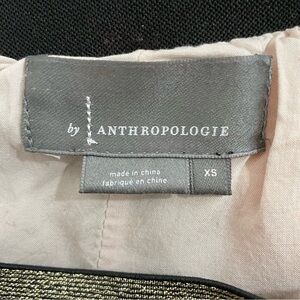 by ANTHROPOLOGIE
made in china
fabriqué en chine
XS